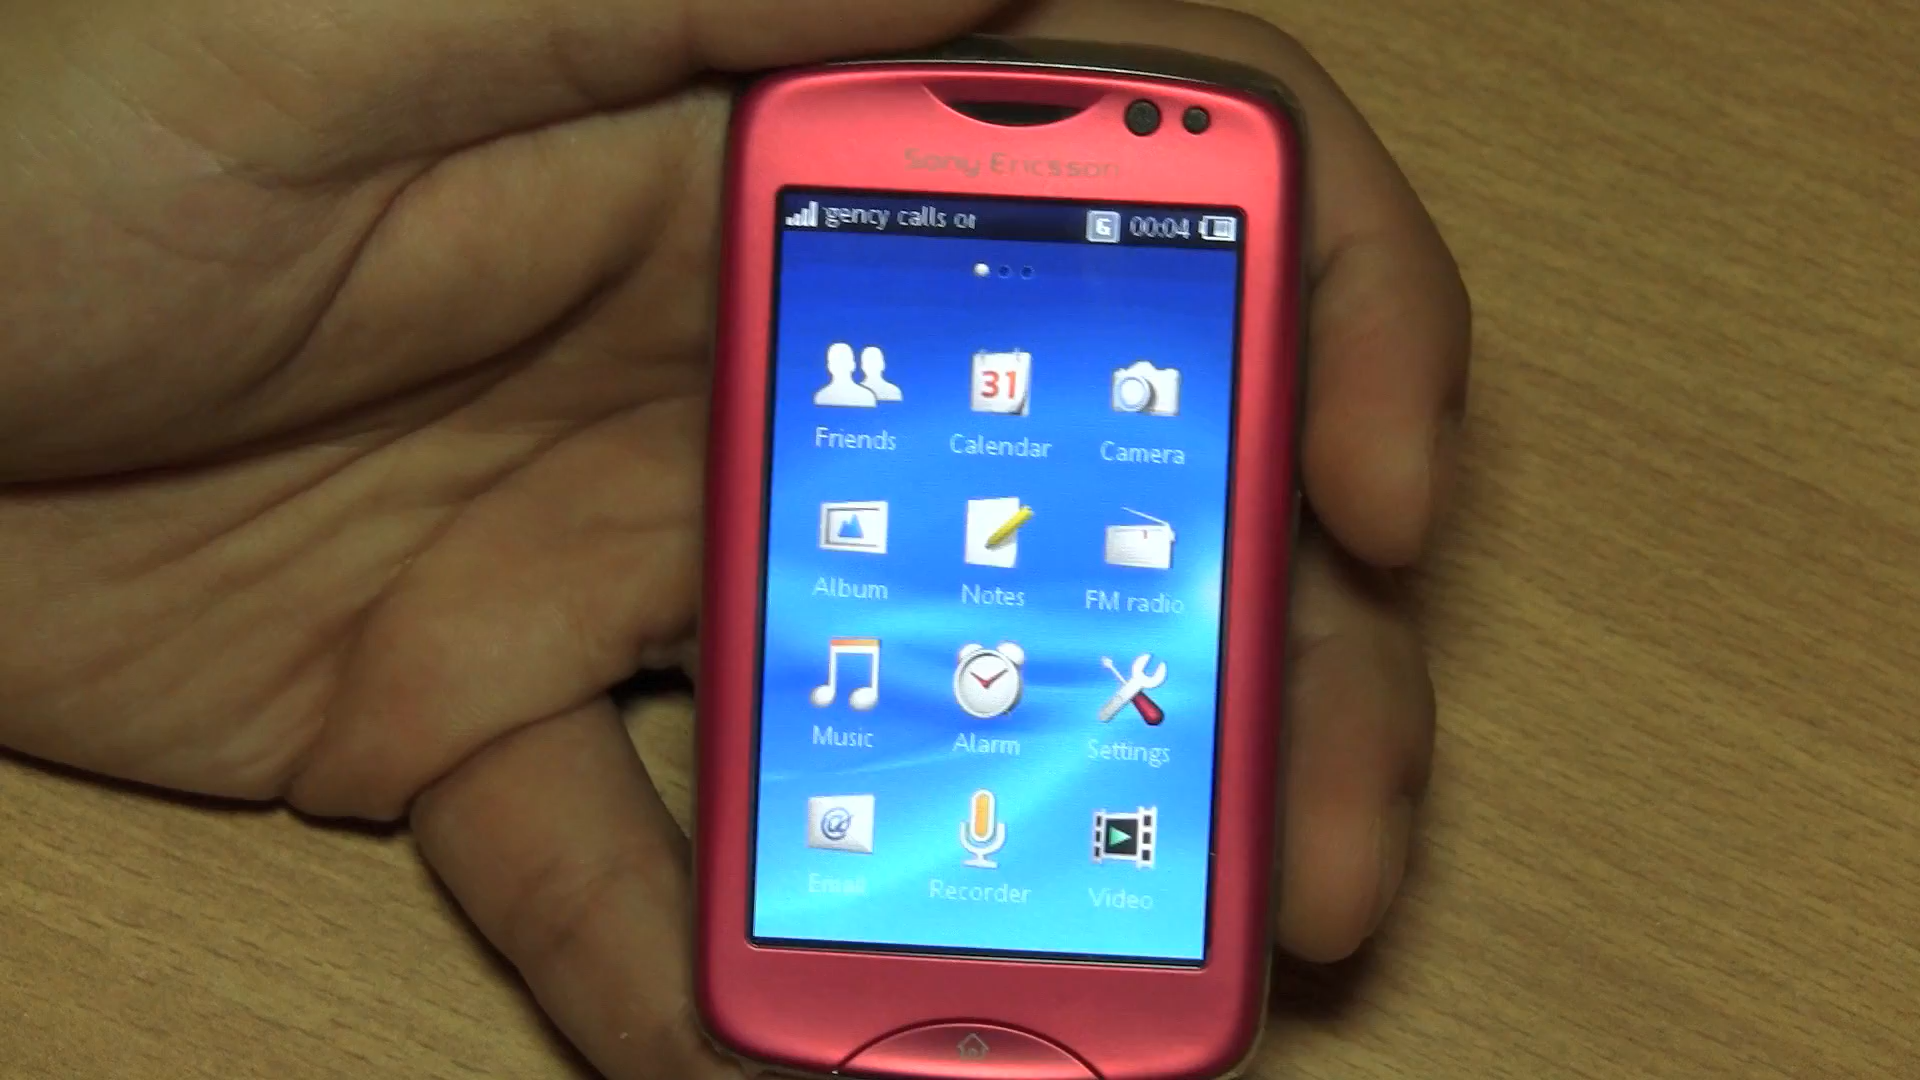 Sony Ericsson
gency calls or
G 00:04
31
Friends Calendar Camera
Album Notes FM radio
Music Alarm Settings
@
Email Recorder Video